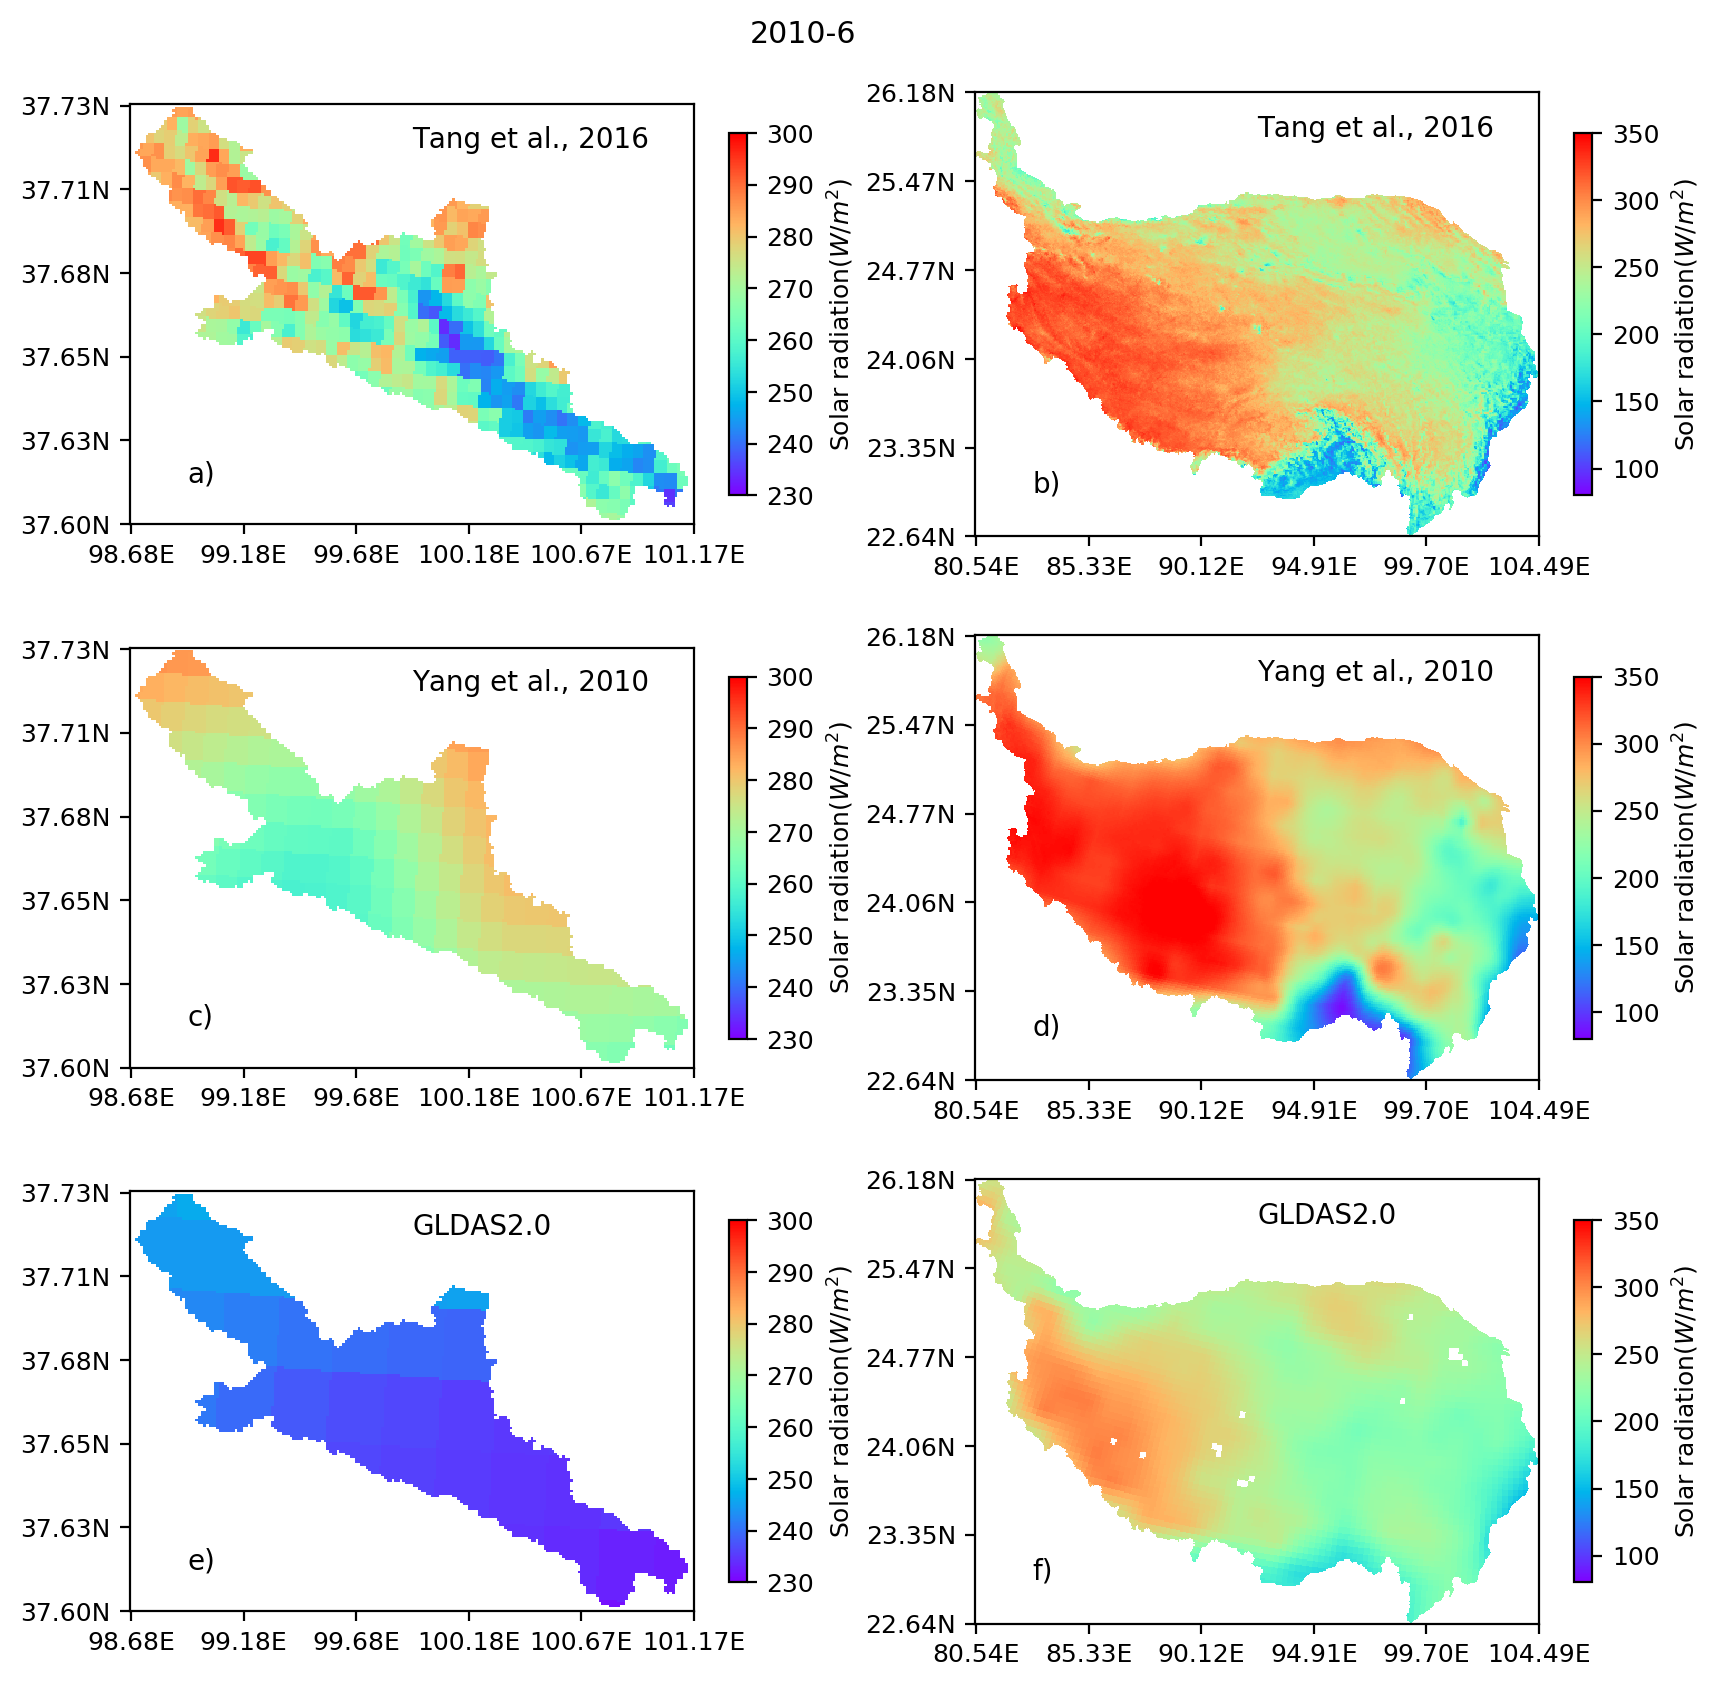 2010-6
37.73N
37.71N
37.68N
37.65N
37.63N
37.60N
98.68E 99.18E 99.68E 100.18E 100.67E 101.17E
Tang et al., 2016
a)
300
290
280
270
260
250
240
230
Solar radiation(W/m²)
26.18N
25.47N
24.77N
24.06N
23.35N
22.64N
80.54E 85.33E 90.12E 94.91E 99.70E 104.49E
Tang et al., 2016
b)
350
300
250
200
150
100
Solar radiation(W/m²)
37.73N
37.71N
37.68N
37.65N
37.63N
37.60N
98.68E 99.18E 99.68E 100.18E 100.67E 101.17E
Yang et al., 2010
c)
300
290
280
270
260
250
240
230
Solar radiation(W/m²)
26.18N
25.47N
24.77N
24.06N
23.35N
22.64N
80.54E 85.33E 90.12E 94.91E 99.70E 104.49E
Yang et al., 2010
d)
350
300
250
200
150
100
Solar radiation(W/m²)
37.73N
37.71N
37.68N
37.65N
37.63N
37.60N
98.68E 99.18E 99.68E 100.18E 100.67E 101.17E
GLDAS2.0
e)
300
290
280
270
260
250
240
230
Solar radiation(W/m²)
26.18N
25.47N
24.77N
24.06N
23.35N
22.64N
80.54E 85.33E 90.12E 94.91E 99.70E 104.49E
GLDAS2.0
f)
350
300
250
200
150
100
Solar radiation(W/m²)